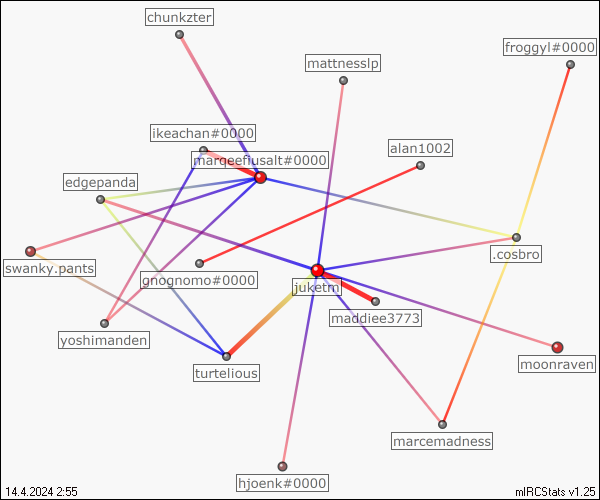 chunkzter
froggyl#0000
mattnesslp
ikeachan#0000
alan1002
marqeefiusalt#0000
edgepanda
.cosbro
swanky.pants
gnognomo#0000
juketm
maddiee3773
yoshimanden
moonraven
turtelious
marcemadness
hjoenk#0000
14.4.2024 2:55
mIRCStats v1.25